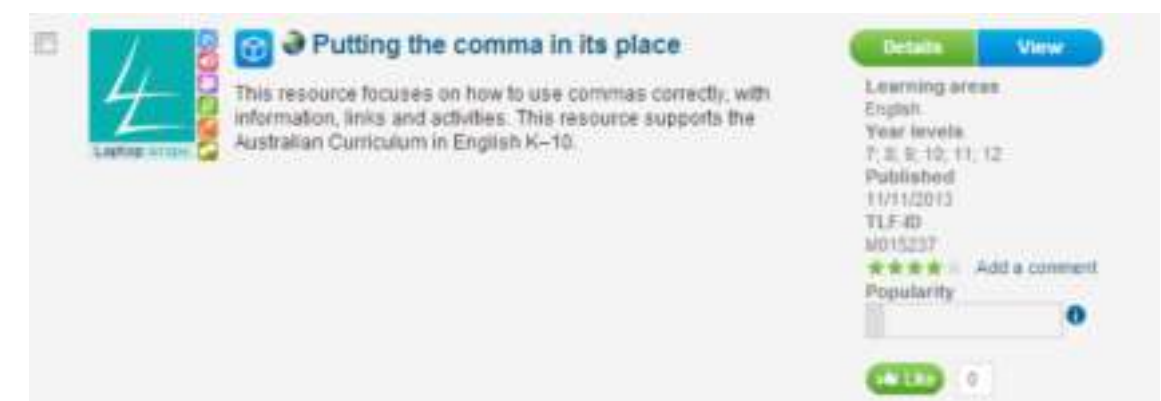 Putting the comma in its place
This resource focuses on how to use commas correctly, with
information, links and activities. This resource supports the
Australian Curriculum in English K–10.
Laptop wraps
Details View
Learning areas
English
Year levels
7; 8; 9; 10; 11; 12
Published
11/11/2013
TLF-ID
M015237
Add a comment
Popularity
Like 0